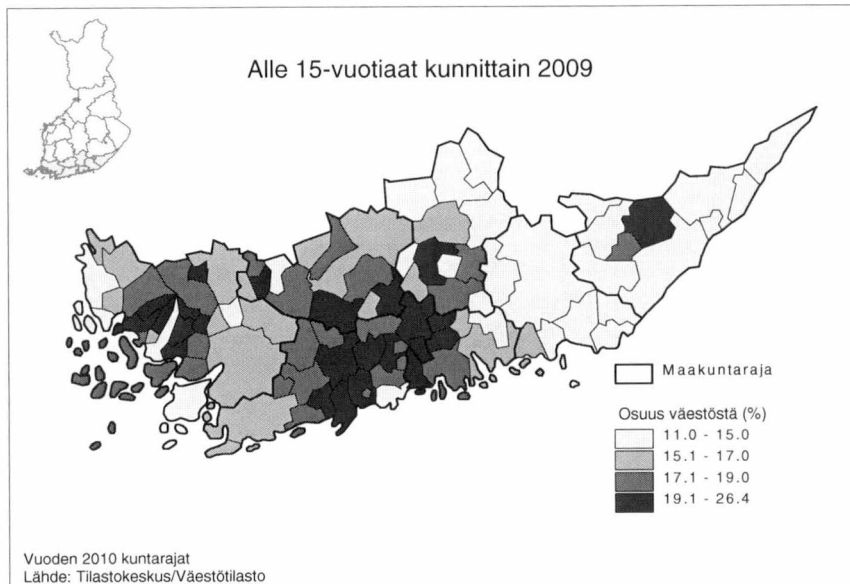 Alle 15-vuotiaat kunnittain 2009
Maakuntaraja
Osuus väestöstä (%)
11.0 - 15.0
15.1 - 17.0
17.1 - 19.0
19.1 - 26.4
Vuoden 2010 kuntarajat
Lähde: Tilastokeskus/Väestötilasto